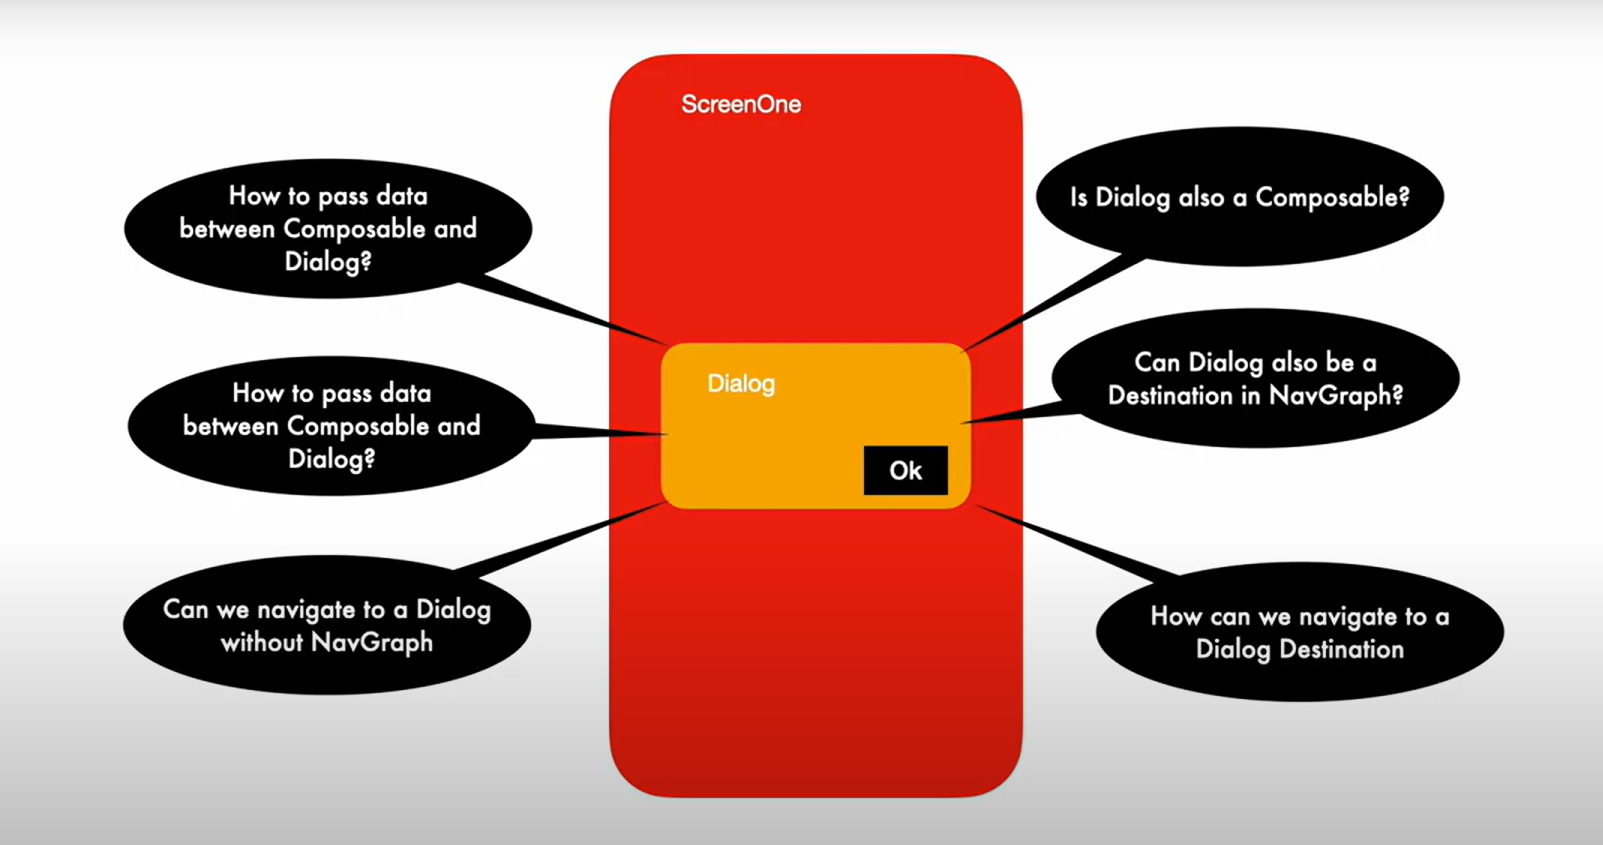 ScreenOne
How to pass data
between Composable and
Dialog?
Is Dialog also a Composable?
How to pass data
between Composable and
Dialog?
Dialog
Ok
Can Dialog also be a
Destination in NavGraph?
Can we navigate to a Dialog
without NavGraph
How can we navigate to a
Dialog Destination